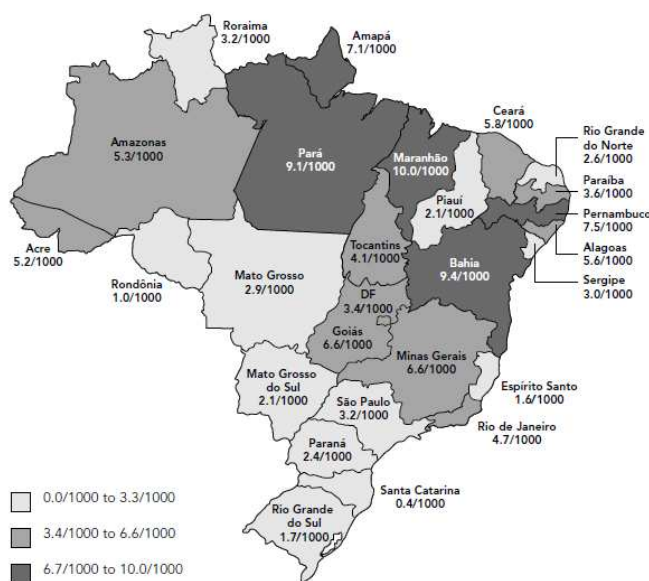 Roraima
3.2/1000
Amapá
7.1/1000
Ceará
5.8/1000
Rio Grande
do Norte
2.6/1000
Amazonas
5.3/1000
Pará
9.1/1000
Maranhão
10.0/1000
Paraíba
3.6/1000
Piauí
2.1/1000
Pernambuco
7.5/1000
Acre
5.2/1000
Tocantins
4.1/1000
Alagoas
5.6/1000
Rondônia
1.0/1000
Mato Grosso
2.9/1000
Bahia
9.4/1000
Sergipe
3.0/1000
DF
3.4/1000
Goiás
6.6/1000
Minas Gerais
6.6/1000
Mato Grosso
do Sul
2.1/1000
Espírito Santo
1.6/1000
São Paulo
3.2/1000
Rio de Janeiro
4.7/1000
Paraná
2.4/1000
Santa Catarina
0.4/1000
Rio Grande
do Sul
1.7/1000
0.0/1000 to 3.3/1000
3.4/1000 to 6.6/1000
6.7/1000 to 10.0/1000